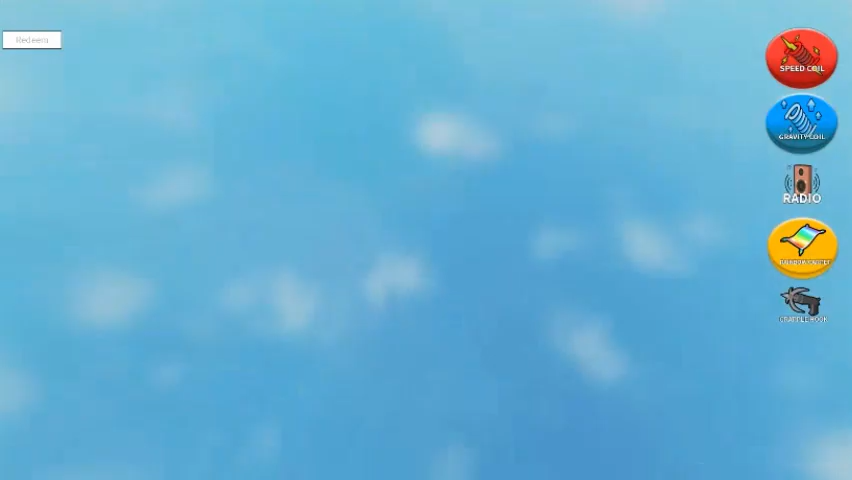 Redeem
SPEED COIL
GRAVITY COIL
RADIO
GRAPPLE HOOK